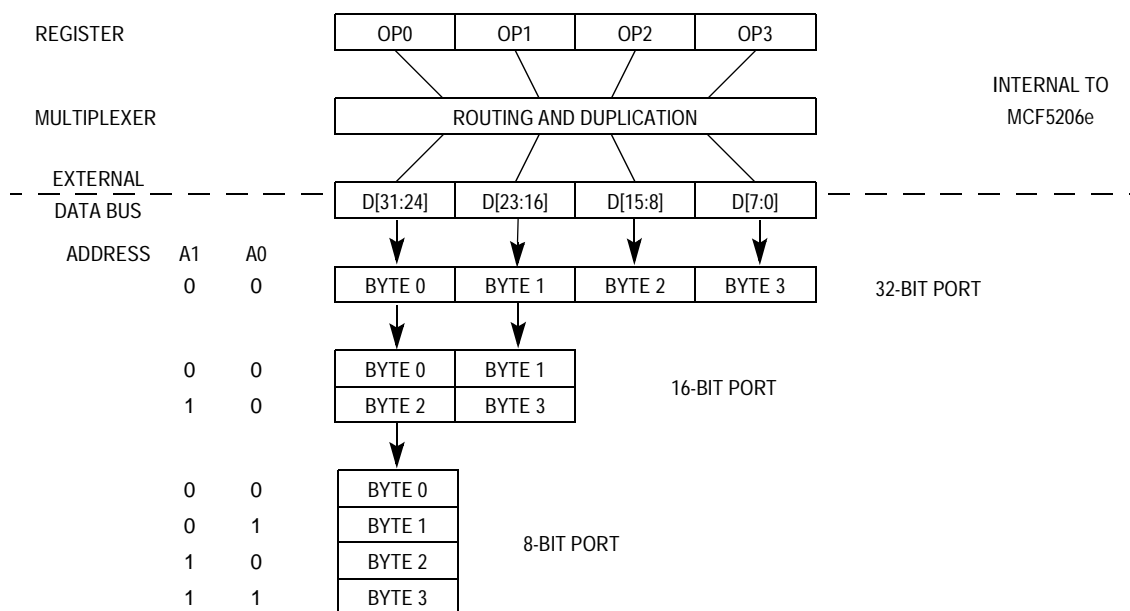 REGISTER OP0 OP1 OP2 OP3
INTERNAL TO
MCF5206e
MULTIPLEXER ROUTING AND DUPLICATION
EXTERNAL
DATA BUS D[31:24] D[23:16] D[15:8] D[7:0]
ADDRESS A1 A0
0 0 BYTE 0 BYTE 1 BYTE 2 BYTE 3 32-BIT PORT
0 0 BYTE 0 BYTE 1
16-BIT PORT
1 0 BYTE 2 BYTE 3
0 0 BYTE 0
0 1 BYTE 1
8-BIT PORT
1 0 BYTE 2
1 1 BYTE 3